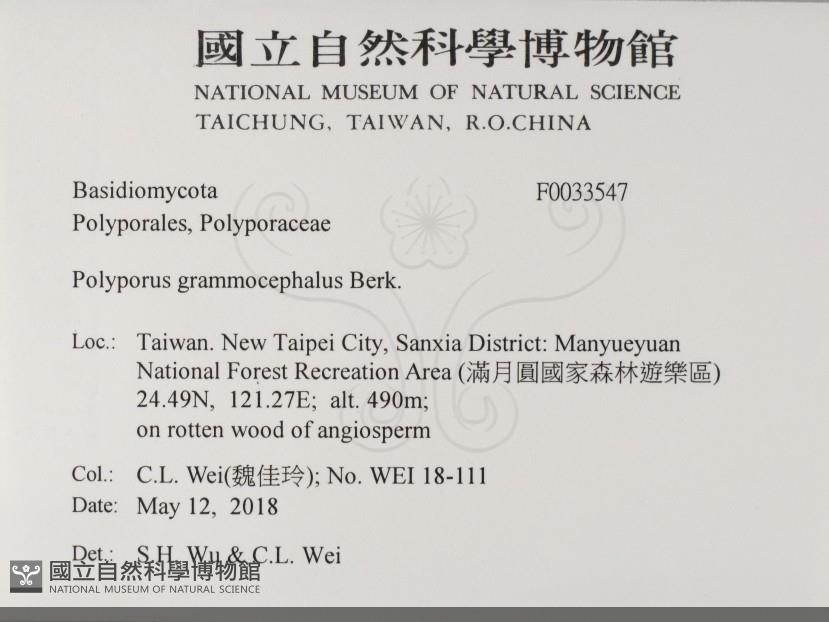 國立自然科學博物館
NATIONAL MUSEUM OF NATURAL SCIENCE
TAICHUNG, TAIWAN, R.O.CHINA
Basidiomycota F0033547
Polyporales, Polyporaceae
Polyporus grammocephalus Berk.
Loc.: Taiwan. New Taipei City, Sanxia District: Manyueyuan
National Forest Recreation Area (滿月圓國家森林遊樂區)
24.49N, 121.27E; alt. 490m;
on rotten wood of angiosperm
Col.: C.L. Wei(魏佳玲); No. WEI 18-111
Date: May 12, 2018
Det.: S.H. Wu & C.L. Wei
國立自然科學博物館
NATIONAL MUSEUM OF NATURAL SCIENCE